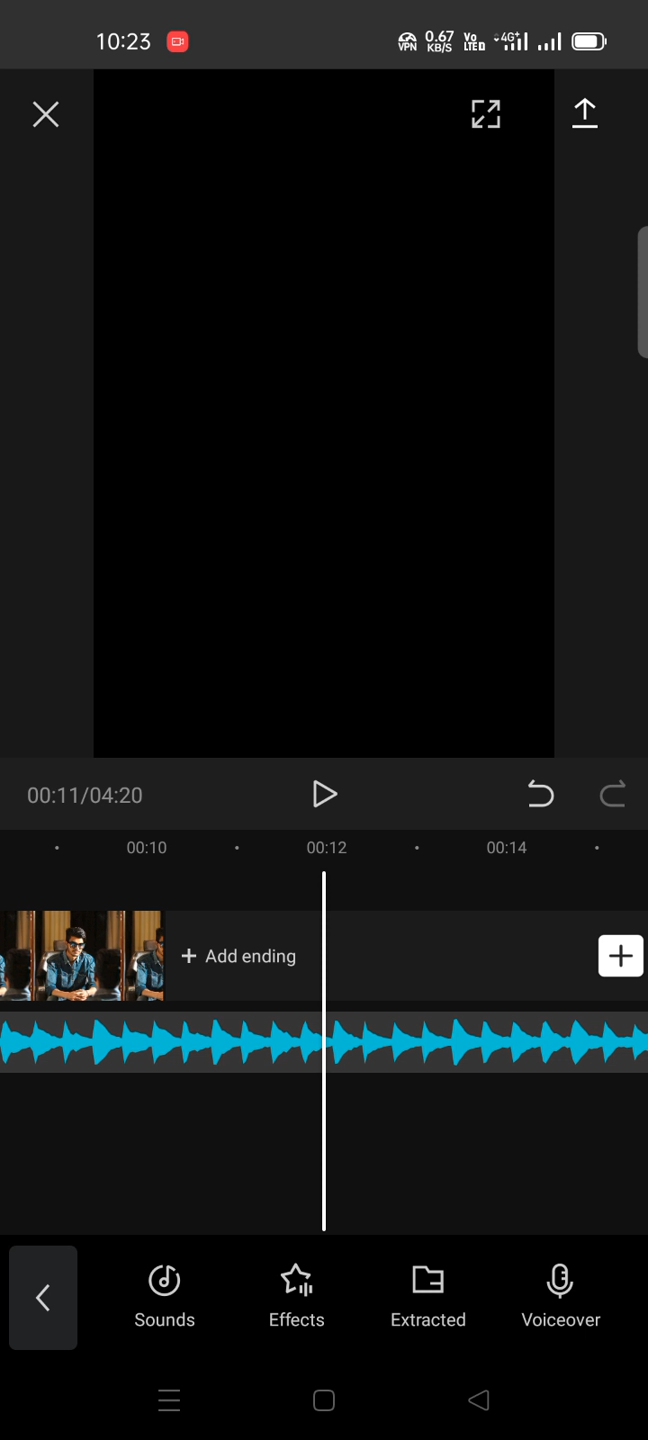 10:23
VPN
0.67
KB/S
Vo
LTE D
4G+
00:11/04:20
00:10
00:12
00:14
+ Add ending
Sounds
Effects
Extracted
Voiceover